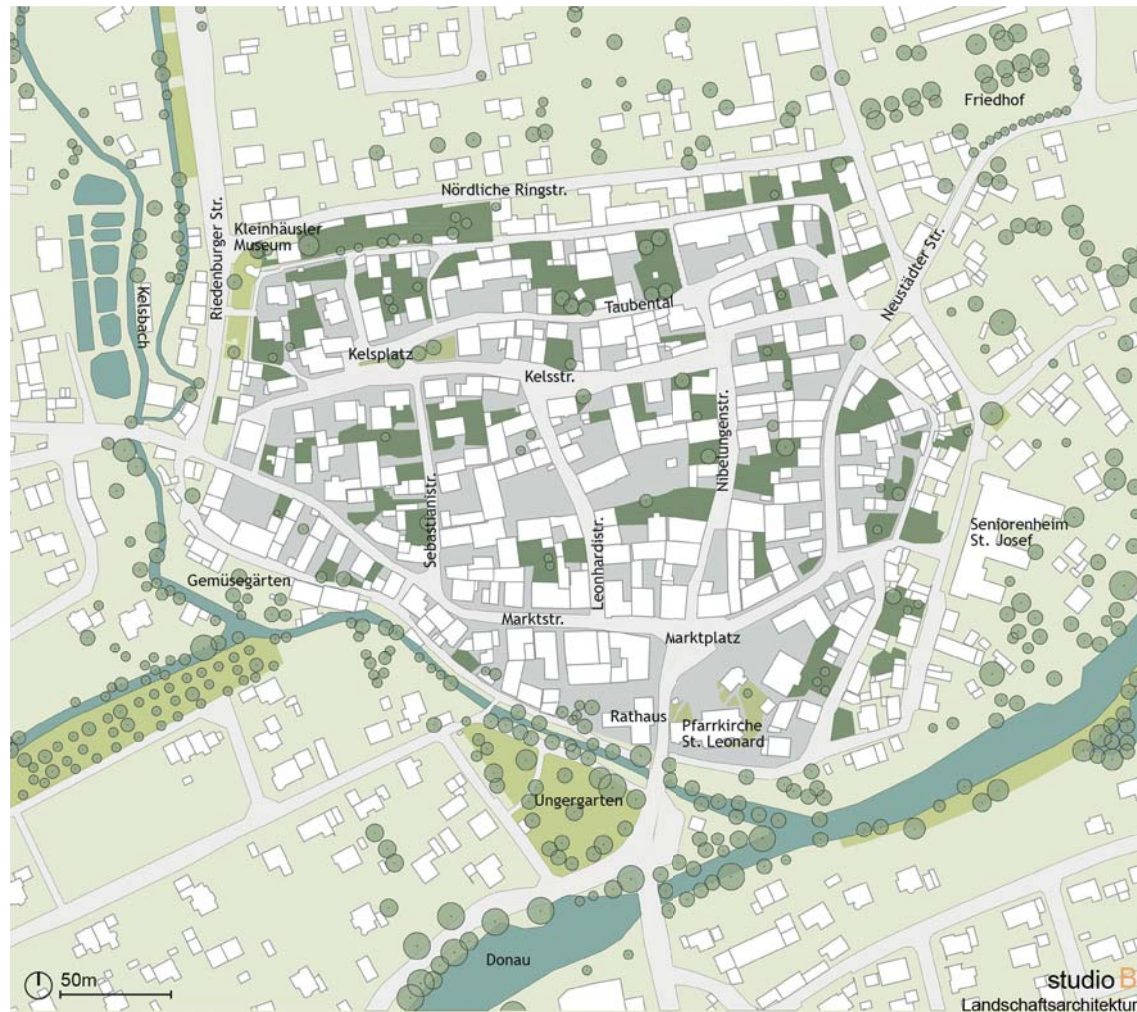 Friedhof
Nördliche Ringstr.
Kleinhäusler
Museum
Riedenburger Str.
Kelsbach
Neustädter Str.
Taubental
Kelsplatz
Kelsstr.
Nibelungenstr.
Sebastianistr.
Leonhardistr.
Seniorenheim
St. Josef
Gemüsegärten
Marktstr.
Marktplatz
Rathaus
Pfarrkirche
St. Leonard
Ungergarten
Donau
50m
studio B
Landschaftsarchitektur